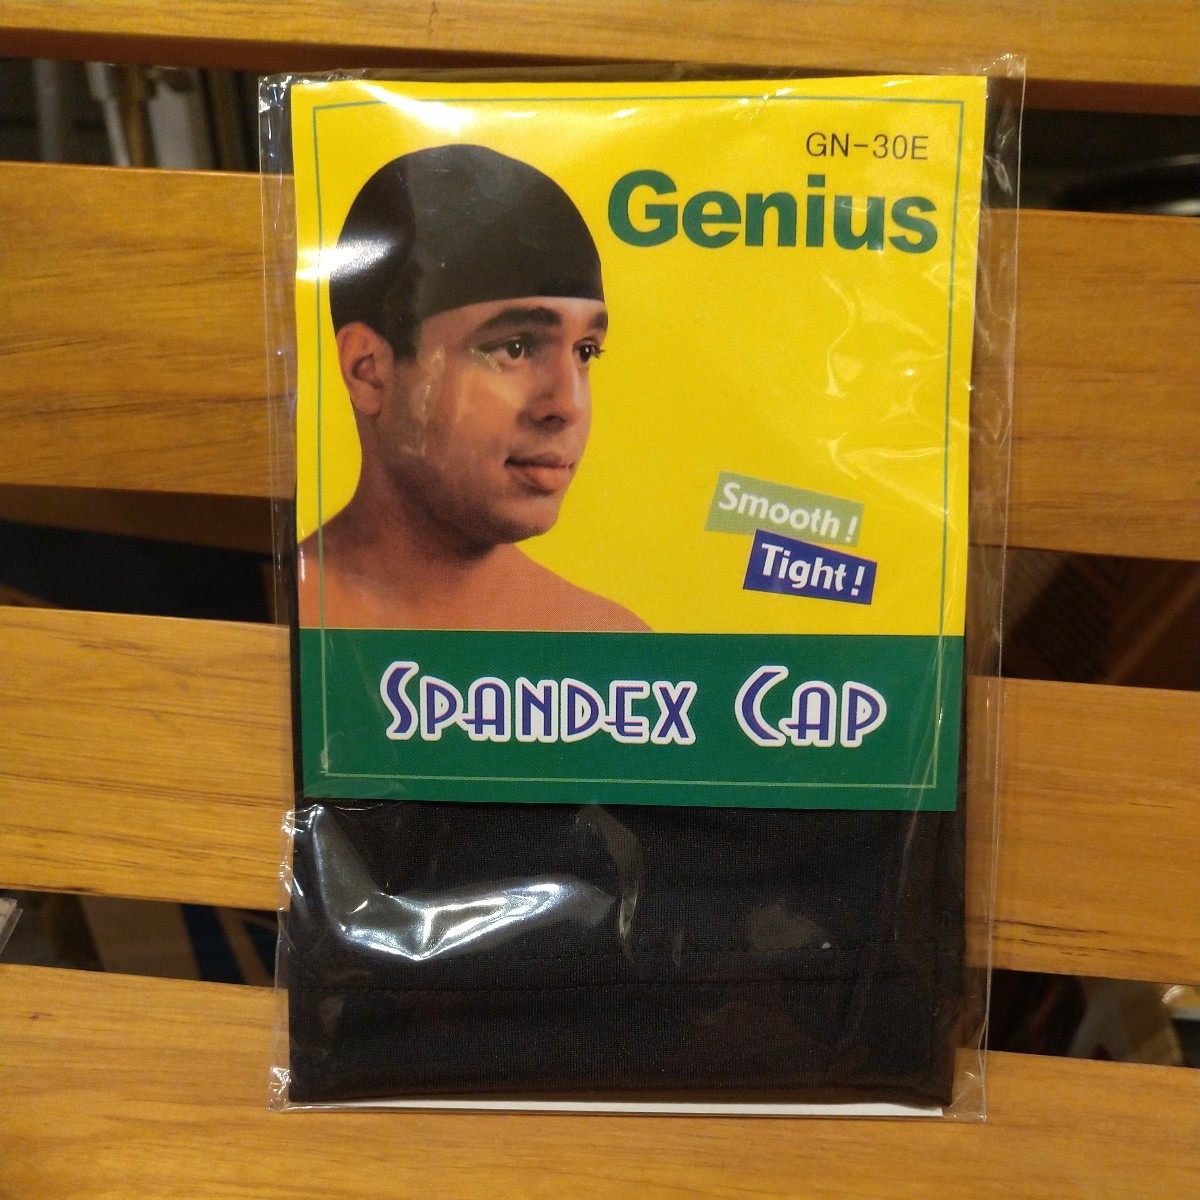 GN-30E
Genius
Smooth!
Tight!
SPANDEX CAP